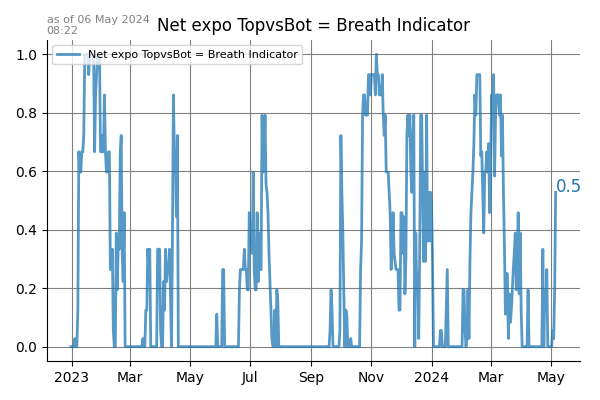 as of 06 May 2024
08:22
Net expo TopvsBot = Breath Indicator
Net expo TopvsBot = Breath Indicator
1.0
0.8
0.6
0.4
0.2
0.0
0.5
2023 Mar May Jul Sep Nov 2024 Mar May